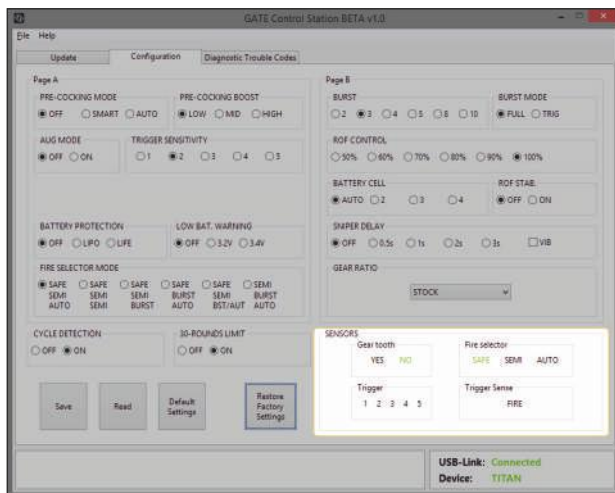 GATE Control Station BETA v1.0
File Help
Update Configuration Diagnostic Trouble Codes
Page A
PRE-COCKING MODE PRE-COCKING BOOST
OFF SMART AUTO LOW MID HIGH
AUG MODE TRIGGER SENSITIVITY
OFF ON 1 2 3 4 5
BATTERY PROTECTION LOW BAT. WARNING
OFF LIPO LIFE OFF 3.2V 3.4V
FIRE SELECTOR MODE
SAFE SAFE SAFE SAFE SAFE SEMI
SEMI SEMI SEMI BURST SEMI BURST
AUTO SEMI BURST AUTO BST/AUT AUTO
CYCLE DETECTION 30-ROUNDS LIMIT
OFF ON OFF ON
Save Read Default Settings Restore Factory Settings
Page B
BURST BURST MODE
2 3 4 5 8 10 FULL TRIG
ROF CONTROL
50% 60% 70% 80% 90% 100%
BATTERY CELL ROF STAB.
AUTO 2 3 4 OFF ON
SNIPER DELAY
OFF 0.5s 1s 2s 3s VIB
GEAR RATIO
STOCK
SENSORS
Gear tooth Fire selector
YES NO SAFE SEMI AUTO
Trigger Trigger Sense
1 2 3 4 5 FIRE
USB-Link: Connected
Device: TITAN